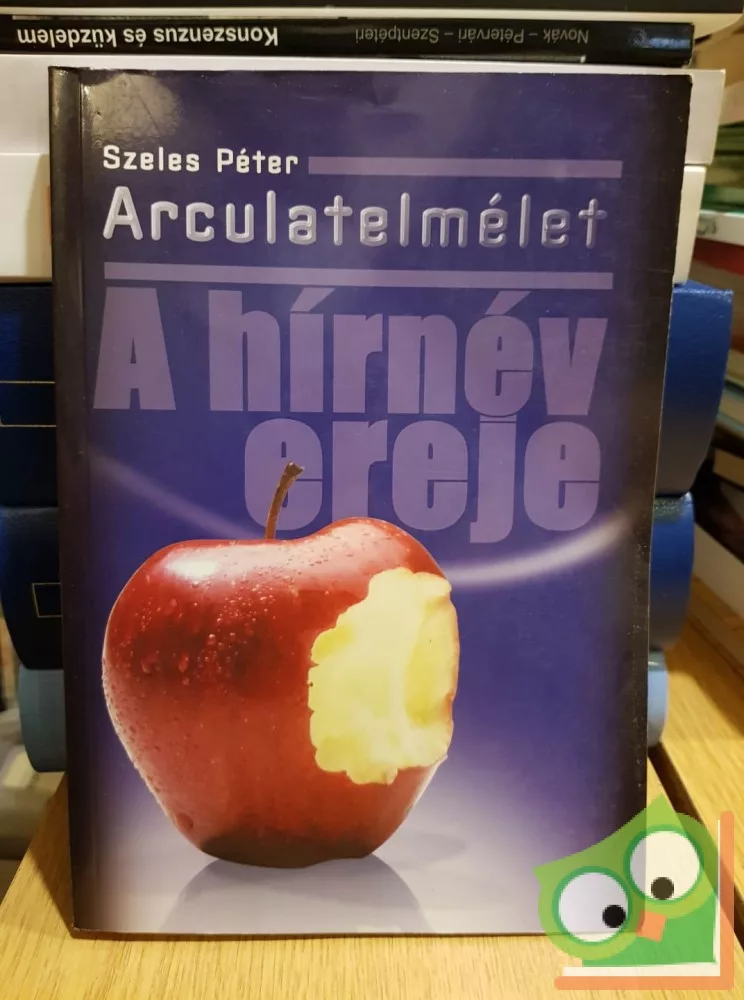 Konszenzus és küzdelem
Novák – Pétervári – Szentpéteri
Szeles Péter
Arculatelmélet
A hírnév
ereje